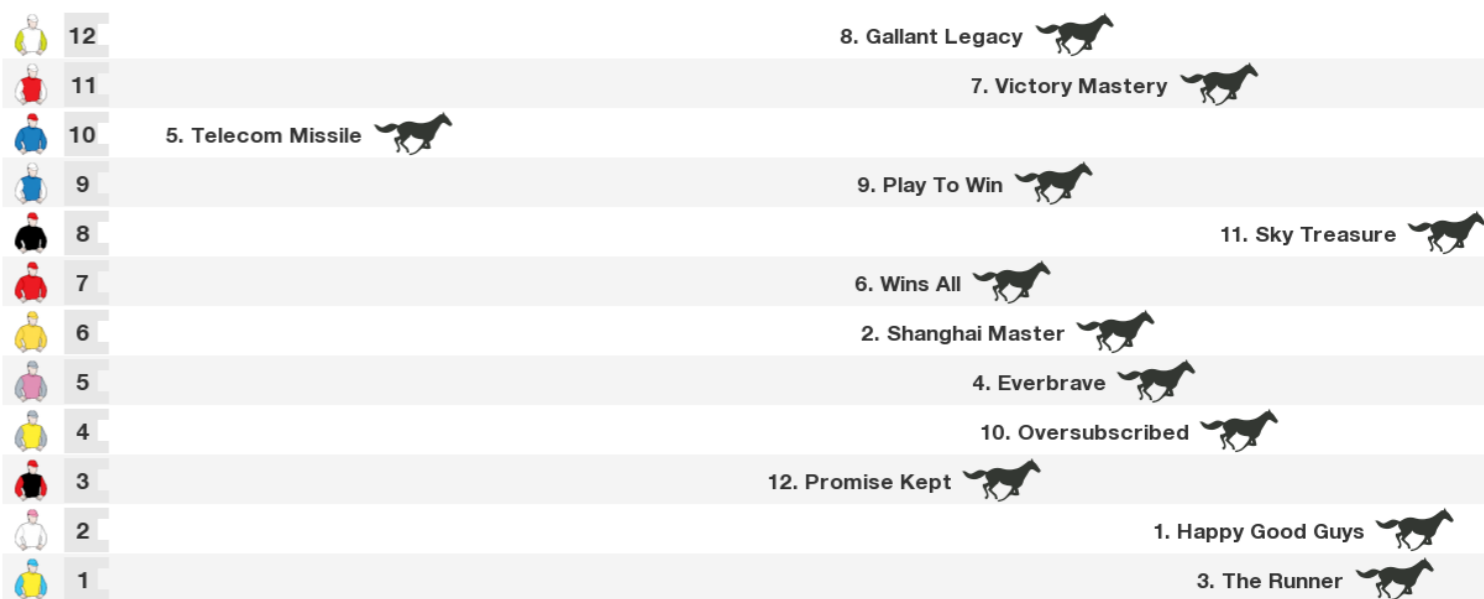 12 8. Gallant Legacy
11 7. Victory Mastery
10 5. Telecom Missile
9 9. Play To Win
8 11. Sky Treasure
7 6. Wins All
6 2. Shanghai Master
5 4. Everbrave
4 10. Oversubscribed
3 12. Promise Kept
2 1. Happy Good Guys
1 3. The Runner